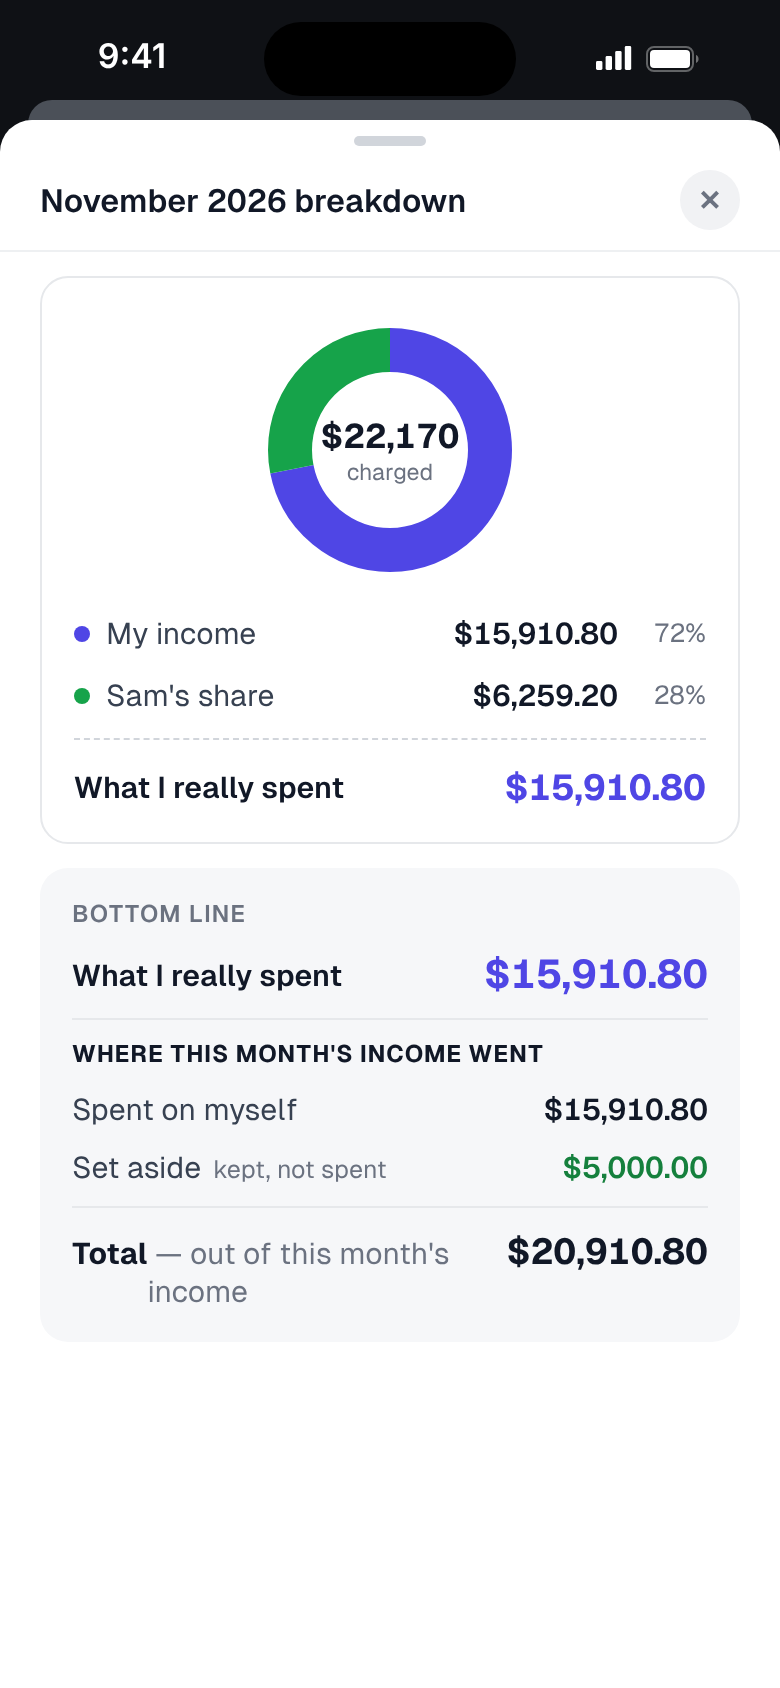 9:41
November 2026 breakdown
$22,170
charged
My income $15,910.80 72%
Sam's share $6,259.20 28%
What I really spent $15,910.80
BOTTOM LINE
What I really spent $15,910.80
WHERE THIS MONTH'S INCOME WENT
Spent on myself $15,910.80
Set aside kept, not spent $5,000.00
Total — out of this month's $20,910.80
income